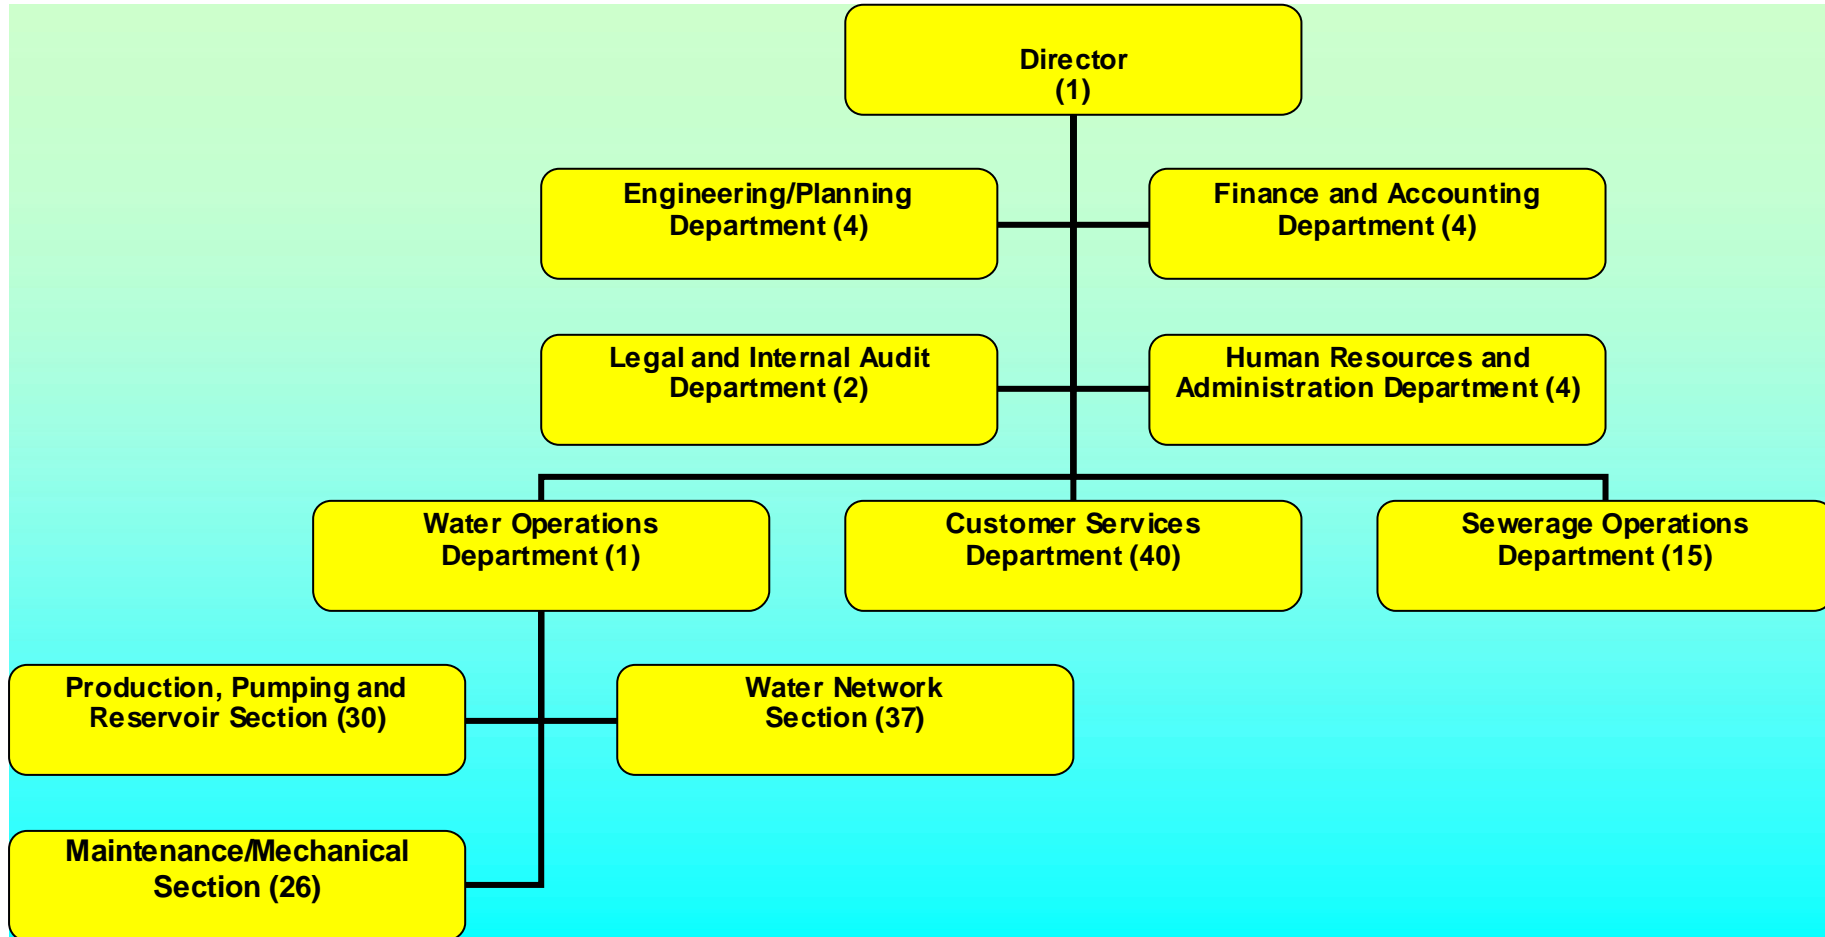 Director
(1)
Engineering/Planning
Department (4)
Finance and Accounting
Department (4)
Legal and Internal Audit
Department (2)
Human Resources and
Administration Department (4)
Water Operations
Department (1)
Customer Services
Department (40)
Sewerage Operations
Department (15)
Production, Pumping and
Reservoir Section (30)
Water Network
Section (37)
Maintenance/Mechanical
Section (26)